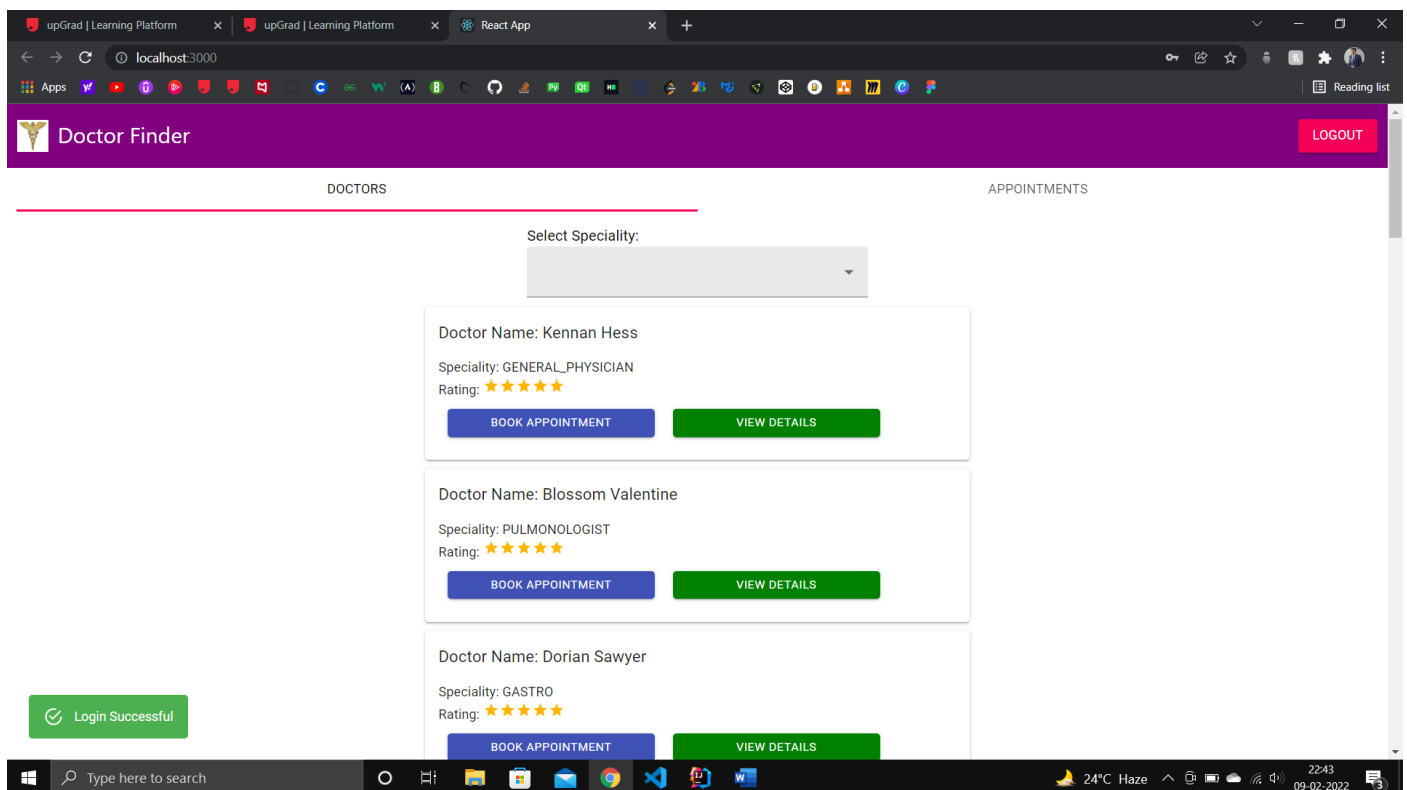 upGrad | Learning Platform
upGrad | Learning Platform
React App
localhost:3000
Apps
Reading list
Doctor Finder
LOGOUT
DOCTORS
APPOINTMENTS
Select Speciality:
Doctor Name: Kennan Hess
Speciality: GENERAL_PHYSICIAN
Rating:
BOOK APPOINTMENT
VIEW DETAILS
Doctor Name: Blossom Valentine
Speciality: PULMONOLOGIST
Rating:
BOOK APPOINTMENT
VIEW DETAILS
Doctor Name: Dorian Sawyer
Speciality: GASTRO
Rating:
BOOK APPOINTMENT
VIEW DETAILS
Login Successful
Type here to search
24°C Haze
22:43
09-02-2022